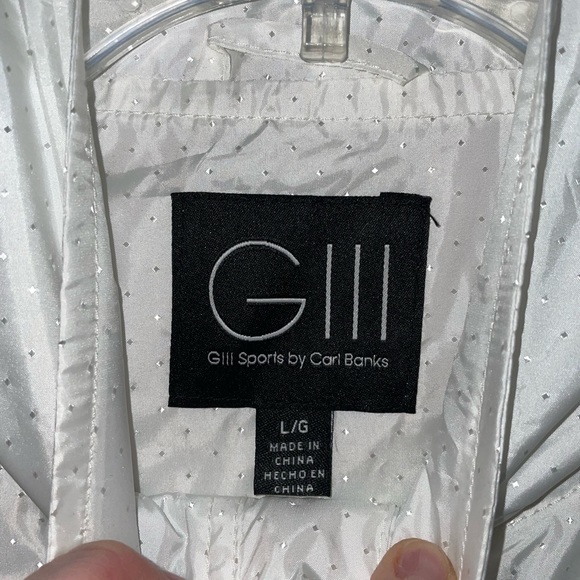 GIII
GIII Sports by Carl Banks
L/G
MADE IN
CHINA
HECHO EN
CHINA